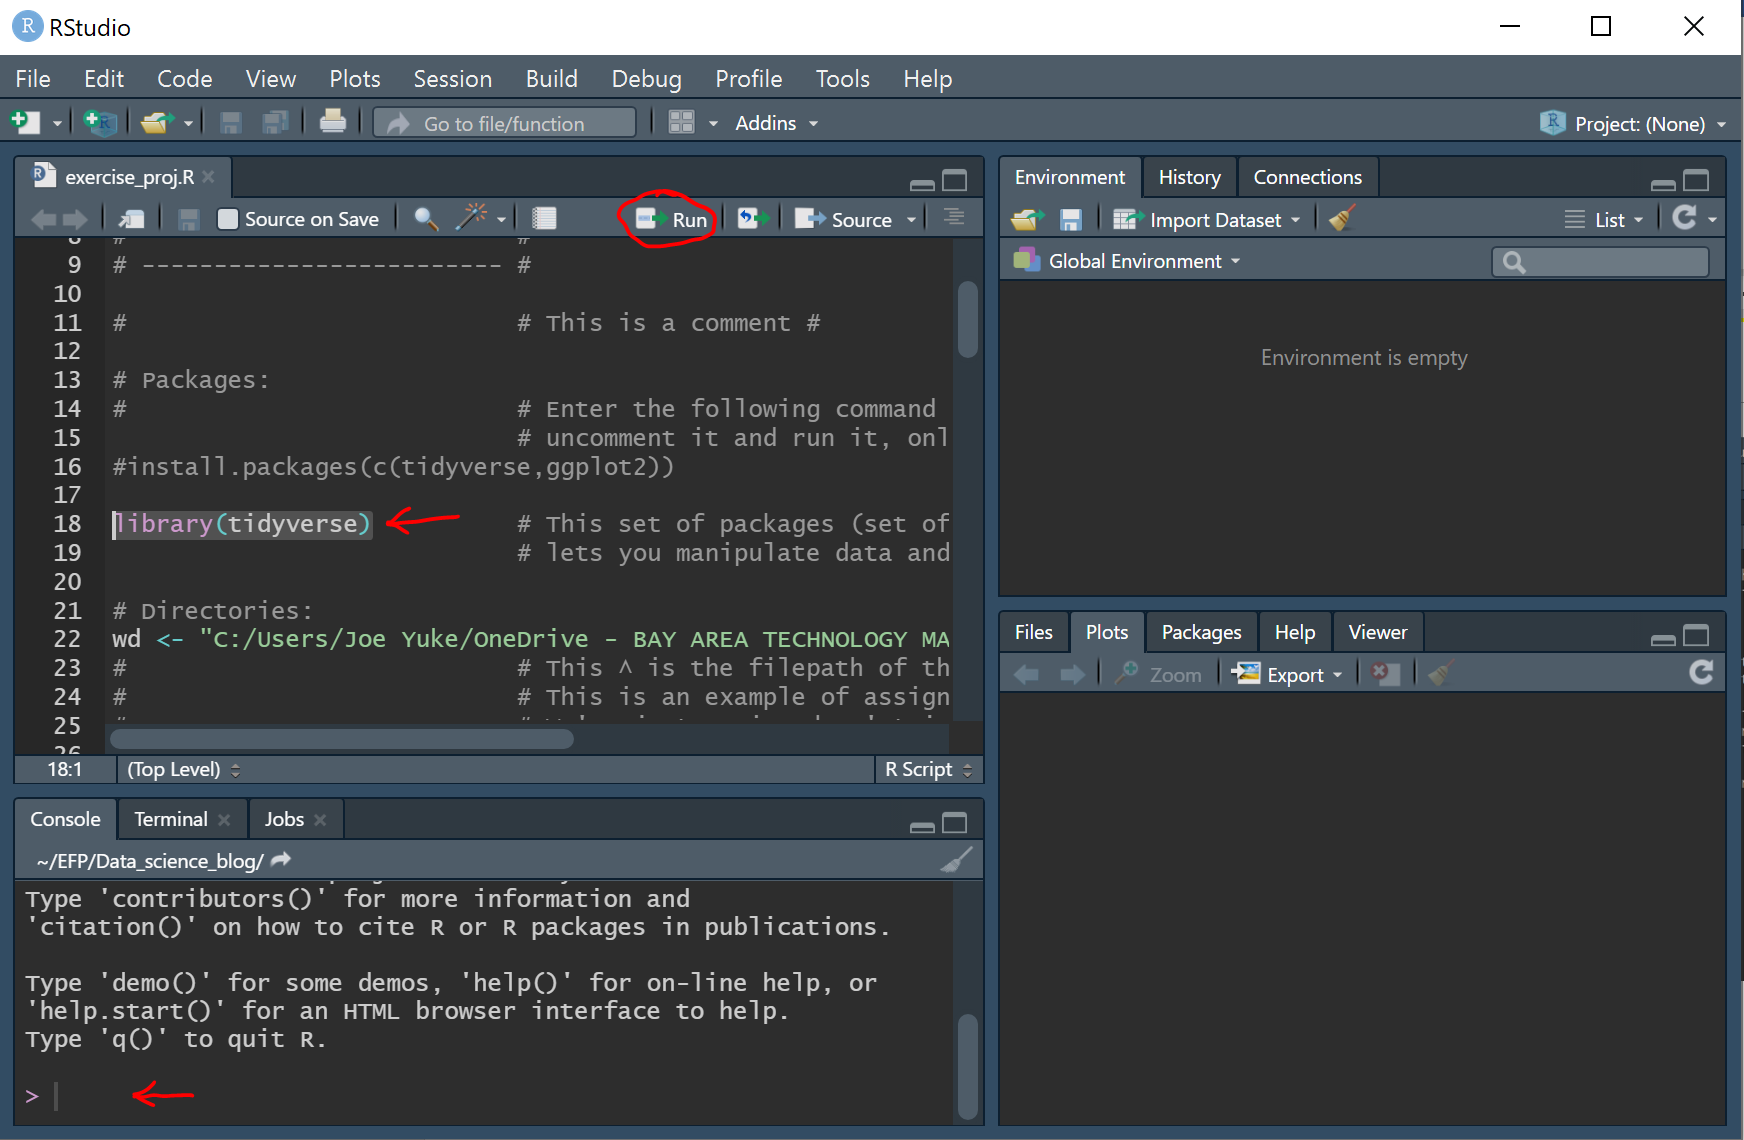 R RStudio
File Edit Code View Plots Session Build Debug Profile Tools Help
Go to file/function Addins Project: (None)
exercise_proj.R
Source on Save Run Source
9 # ------------------------- #
10
11 # # This is a comment #
12
13 # Packages:
14 # # Enter the following command
15 # uncomment it and run it, onl
16 #install.packages(c(tidyverse,ggplot2))
17
18 library(tidyverse) # This set of packages (set of
19 # lets you manipulate data and
20
21 # Directories:
22 wd <- "C:/Users/Joe Yuke/OneDrive - BAY AREA TECHNOLOGY MA
23 # # This ^ is the filepath of th
24 # # This is an example of assign
25
18:1 (Top Level) R Script
Console Terminal Jobs
~/EFP/Data_science_blog/
Type 'contributors()' for more information and
'citation()' on how to cite R or R packages in publications.
Type 'demo()' for some demos, 'help()' for on-line help, or
'help.start()' for an HTML browser interface to help.
Type 'q()' to quit R.
>
Environment History Connections
Import Dataset List
Global Environment
Environment is empty
Files Plots Packages Help Viewer
Zoom Export